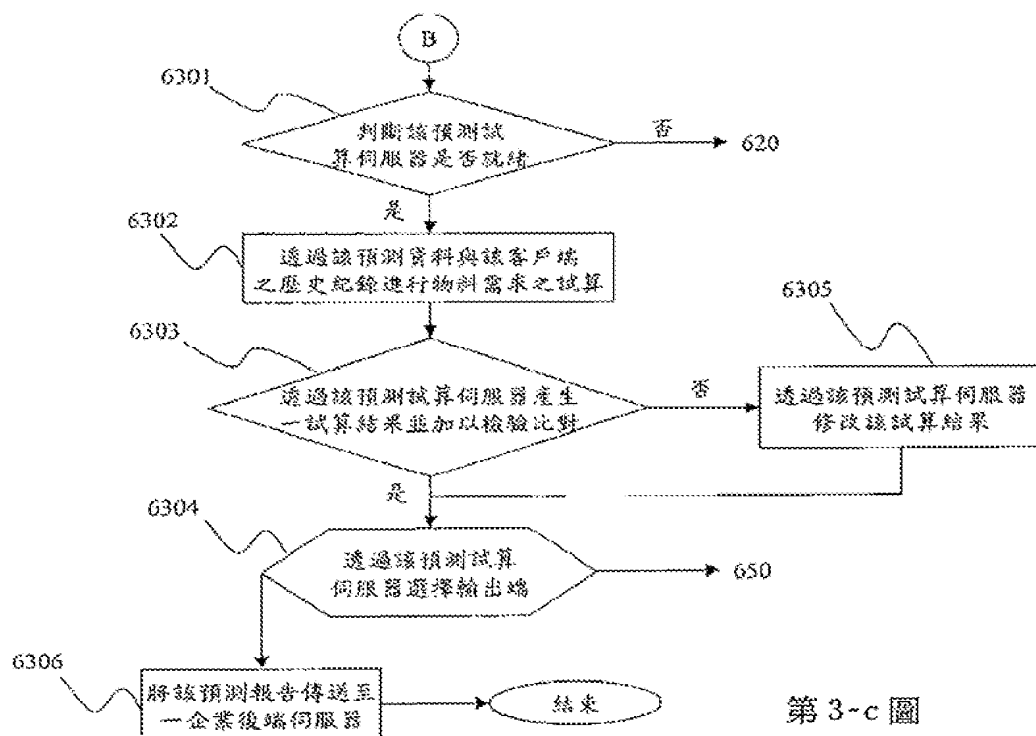 B
6301
判斷該預測試
算伺服器是否就緒
否
620
是
6302
透過該預測資料與該客戶端
之歷史紀錄進行物料需求之試算
6303
透過該預測試算伺服器產生
一試算結果並加以檢驗比對
否
6305
透過該預測試算伺服器
修改該試算結果
是
6304
透過該預測試算
伺服器選擇輸出端
650
6306
將該預測報告傳送至
一企業後端伺服器
結束
第 3-c 圖